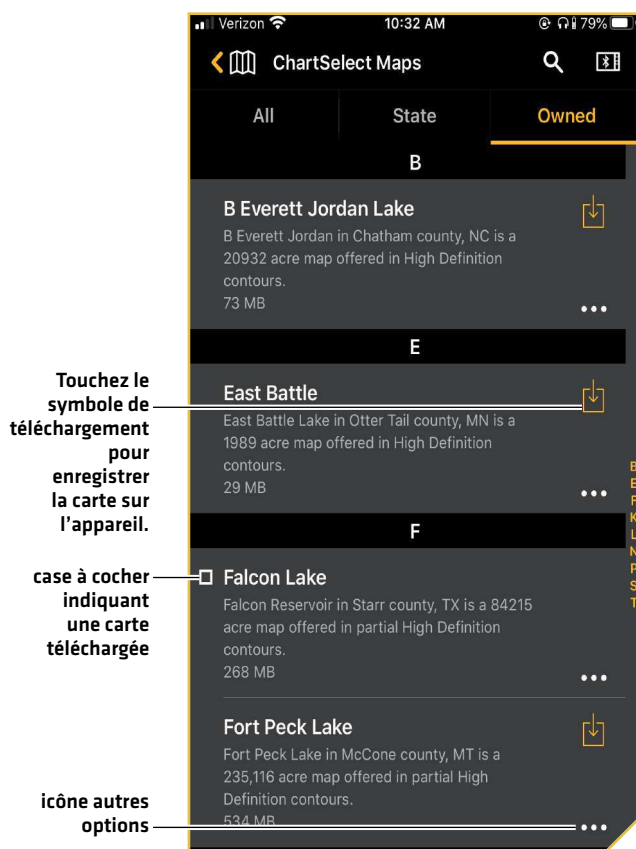 Verizon 10:32 AM 79%
ChartSelect Maps
All State Owned
B
B Everett Jordan Lake
B Everett Jordan in Chatham county, NC is a
20932 acre map offered in High Definition
contours.
73 MB
E
Touchez le
symbole de
téléchargement
pour
enregistrer
la carte sur
l'appareil.
East Battle
East Battle Lake in Otter Tail county, MN is a
1989 acre map offered in High Definition
contours.
29 MB
F
case à cocher
indiquant
une carte
téléchargée
Falcon Lake
Falcon Reservoir in Starr county, TX is a 84215
acre map offered in partial High Definition
contours.
268 MB
Fort Peck Lake
Fort Peck Lake in McCone county, MT is a
235,116 acre map offered in partial High
Definition contours.
534 MB
icône autres
options
B
E
F
K
L
N
P
S
T